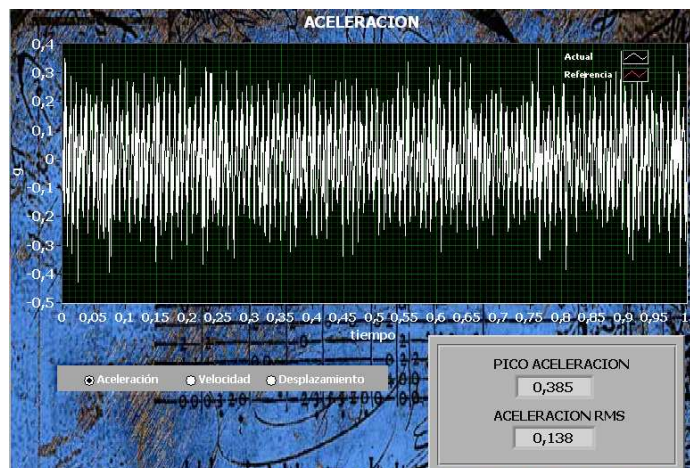 ACELERACION
0,4
0,3
0,2
0,1
0
-0,1
-0,2
-0,3
-0,4
-0,5
g
Actual
Referencia
0 0,05 0,1 0,15 0,2 0,25 0,3 0,35 0,4 0,45 0,5 0,55 0,6 0,65 0,7 0,75 0,8 0,85 0,9 0,95 1
tiempo
Aceleración Velocidad Desplazamiento
PICO ACELERACION
0,385
ACELERACION RMS
0,138